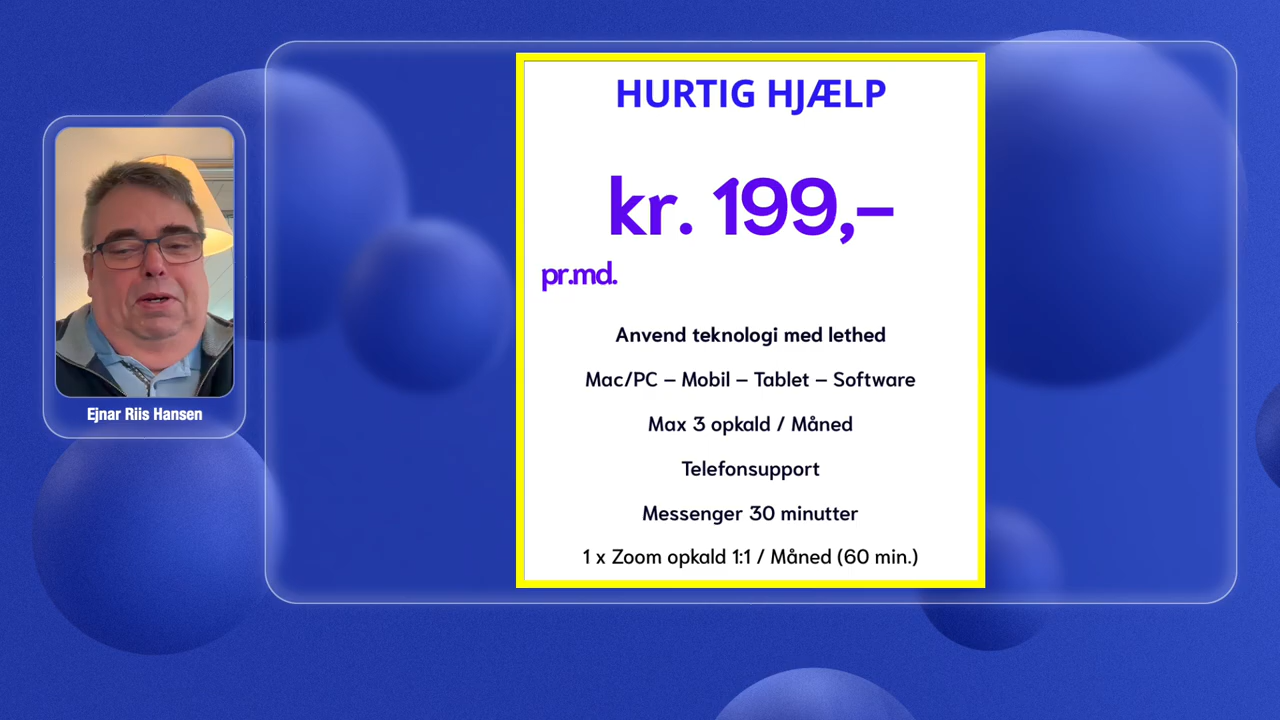 HURTIG HJÆLP
kr. 199,–
pr.md.
Anvend teknologi med lethed
Mac/PC – Mobil – Tablet – Software
Max 3 opkald / Måned
Telefonsupport
Messenger 30 minutter
1 x Zoom opkald 1:1 / Måned (60 min.)
Ejnar Riis Hansen